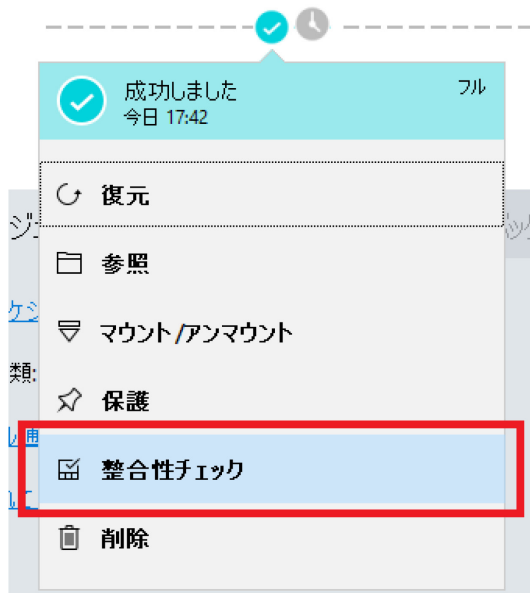 成功しました
フル
今日 17:42
復元
参照
マウント/アンマウント
類:
保護
整合性チェック
削除